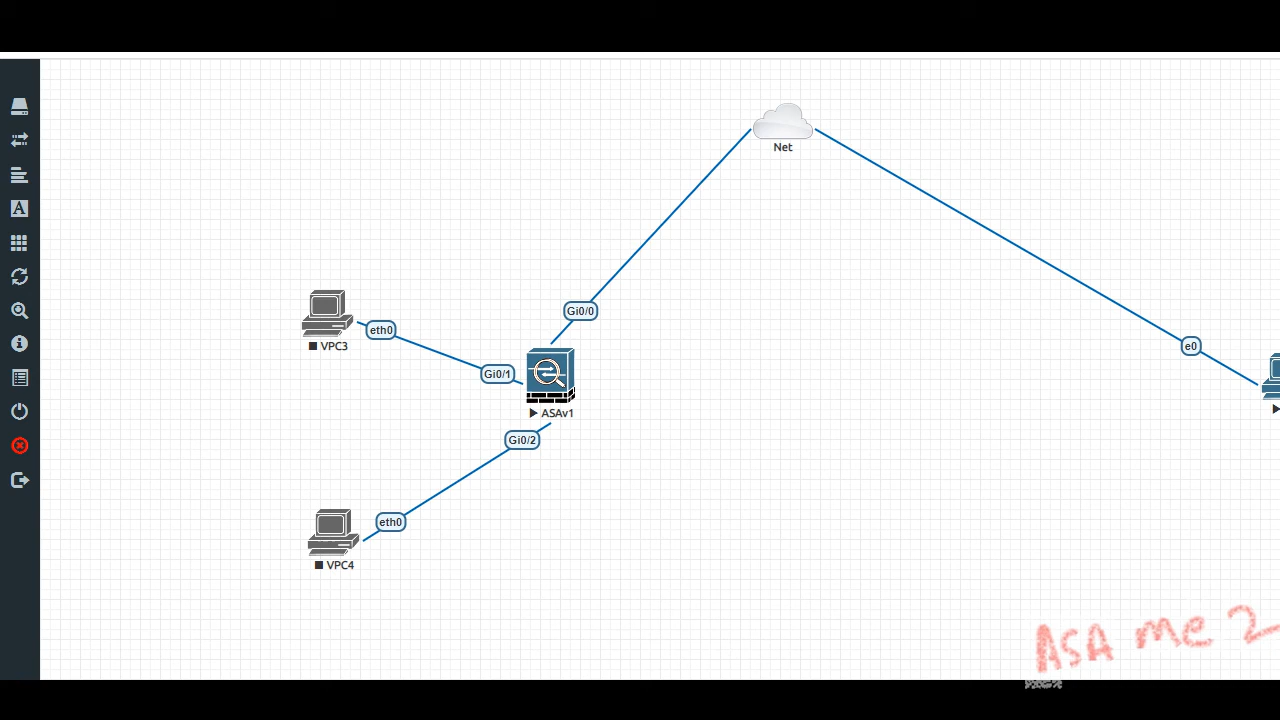 Net
Gi0/0
eth0
VPC3
e0
Gi0/1
ASAv1
Gi0/2
eth0
VPC4
ASA me 2